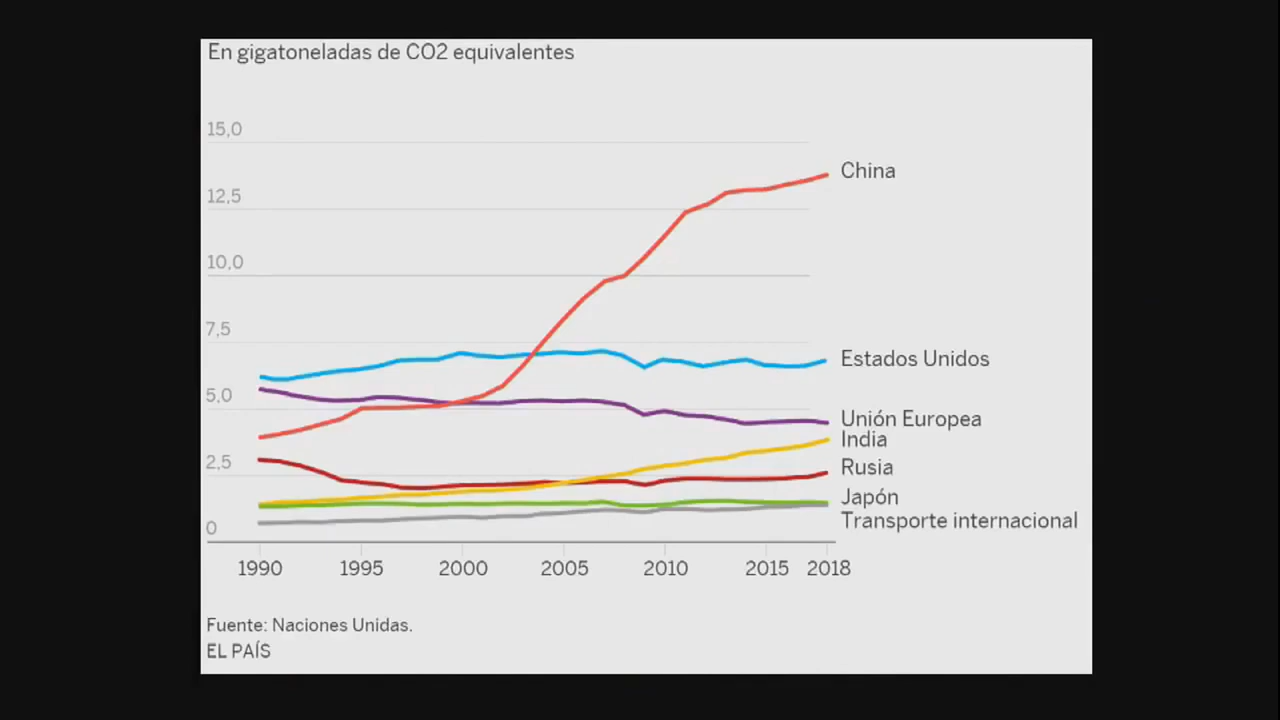 En gigatoneladas de CO2 equivalentes
15,0
China
12,5
10,0
7,5
Estados Unidos
5,0
Unión Europea
India
2,5
Rusia
Japón
Transporte internacional
0
1990 1995 2000 2005 2010 2015 2018
Fuente: Naciones Unidas.
EL PAÍS